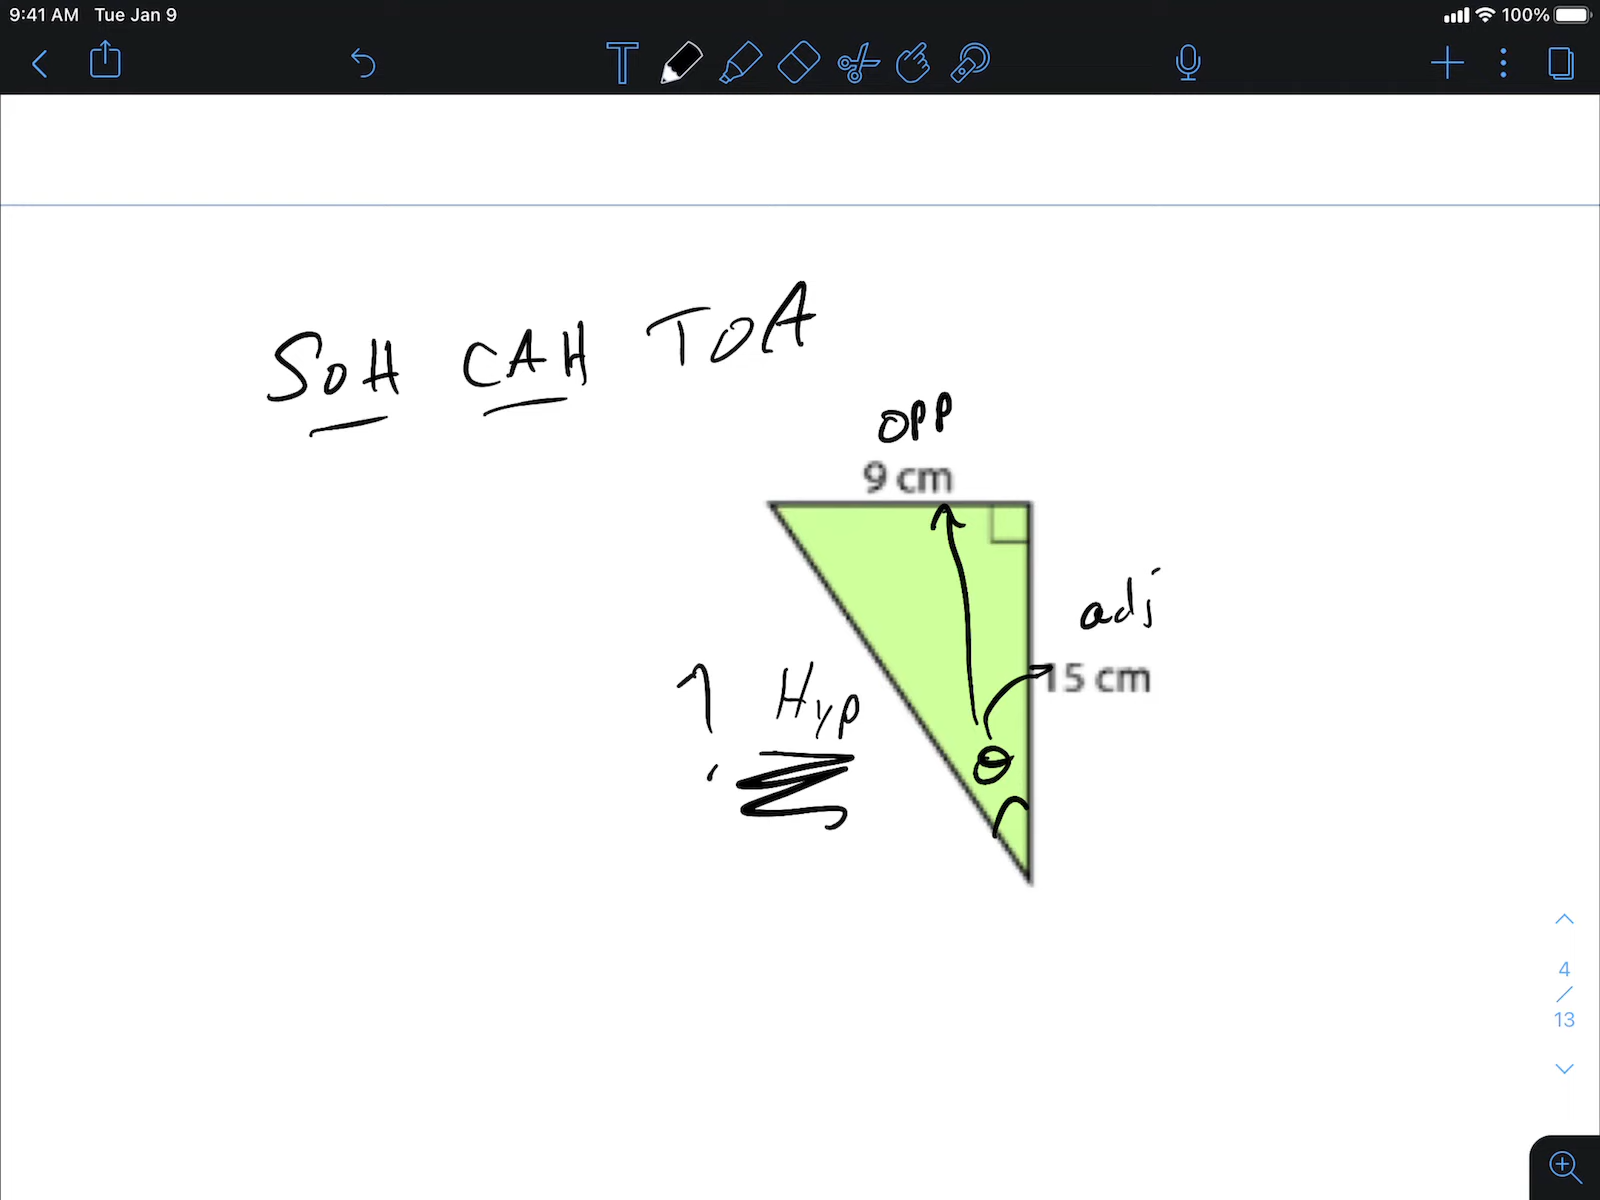 9:41 AM Tue Jan 9
100%
T
SOH CAH TOA
OPP
9 cm
adj
15 cm
? Hyp
θ
4
/
13